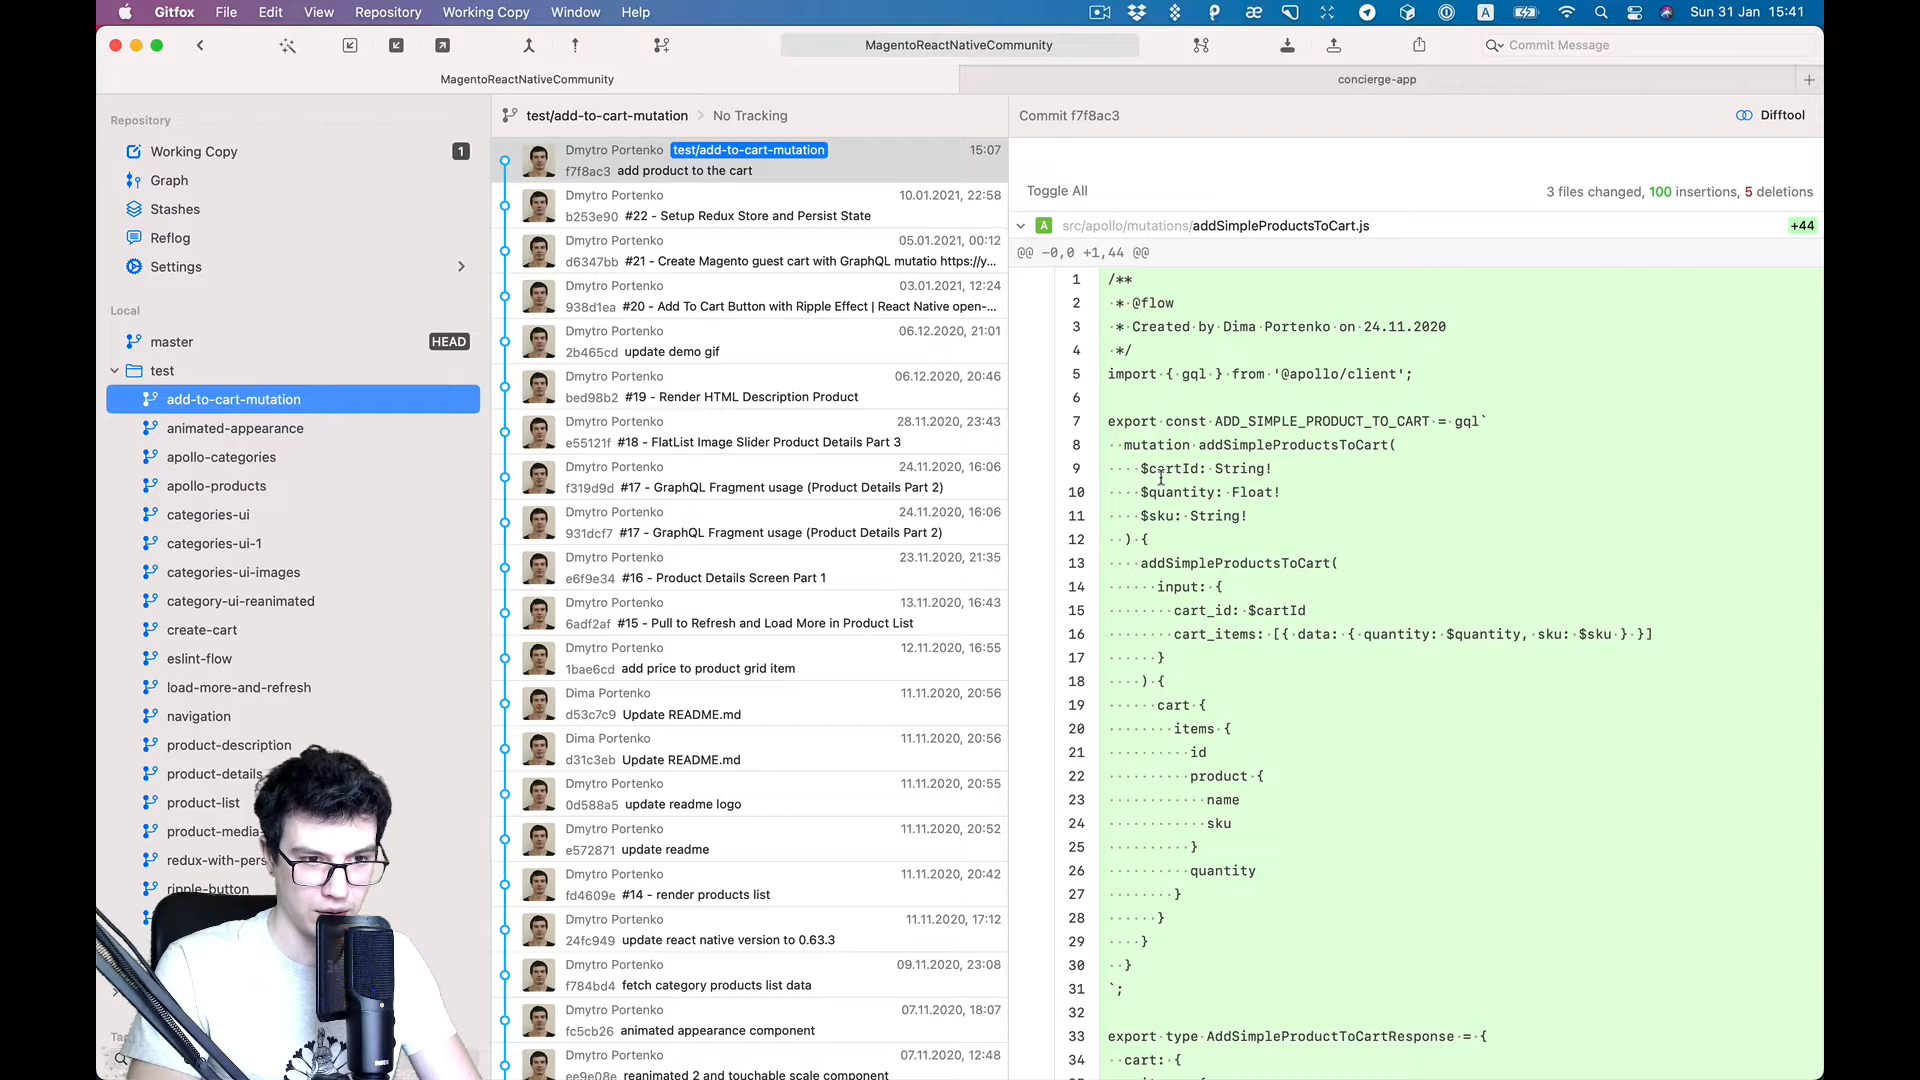 Gitfox File Edit View Repository Working Copy Window Help
Sun 31 Jan 15:41
MagentoReactNativeCommunity
Commit Message
MagentoReactNativeCommunity
concierge-app
Repository
Working Copy 1
Graph
Stashes
Reflog
Settings
Local
master HEAD
test
add-to-cart-mutation
animated-appearance
apollo-categories
apollo-products
categories-ui
categories-ui-1
categories-ui-images
category-ui-reanimated
create-cart
eslint-flow
load-more-and-refresh
navigation
product-description
product-details
product-list
product-media-
redux-with-pers
ripple-button
test/add-to-cart-mutation > No Tracking
Dmytro Portenko test/add-to-cart-mutation 15:07
f7f8ac3 add product to the cart
Dmytro Portenko 10.01.2021, 22:58
b253e90 #22 - Setup Redux Store and Persist State
Dmytro Portenko 05.01.2021, 00:12
d6347bb #21 - Create Magento guest cart with GraphQL mutatio https://y...
Dmytro Portenko 03.01.2021, 12:24
938d1ea #20 - Add To Cart Button with Ripple Effect | React Native open-...
Dmytro Portenko 06.12.2020, 21:01
2b465cd update demo gif
Dmytro Portenko 06.12.2020, 20:46
bed98b2 #19 - Render HTML Description Product
Dmytro Portenko 28.11.2020, 23:43
e55121f #18 - FlatList Image Slider Product Details Part 3
Dmytro Portenko 24.11.2020, 16:06
f319d9d #17 - GraphQL Fragment usage (Product Details Part 2)
Dmytro Portenko 24.11.2020, 16:06
931dcf7 #17 - GraphQL Fragment usage (Product Details Part 2)
Dmytro Portenko 23.11.2020, 21:35
e6f9e34 #16 - Product Details Screen Part 1
Dmytro Portenko 13.11.2020, 16:43
6adf2af #15 - Pull to Refresh and Load More in Product List
Dmytro Portenko 12.11.2020, 16:55
1bae6cd add price to product grid item
Dima Portenko 11.11.2020, 20:56
d53c7c9 Update README.md
Dima Portenko 11.11.2020, 20:56
d31c3eb Update README.md
Dmytro Portenko 11.11.2020, 20:55
0d588a5 update readme logo
Dmytro Portenko 11.11.2020, 20:52
e572871 update readme
Dmytro Portenko 11.11.2020, 20:42
fd4609e #14 - render products list
Dmytro Portenko 11.11.2020, 17:12
24fc949 update react native version to 0.63.3
Dmytro Portenko 09.11.2020, 23:08
f784bd4 fetch category products list data
Dmytro Portenko 07.11.2020, 18:07
fc5cb26 animated appearance component
Dmytro Portenko 07.11.2020, 12:48
ee9e08e reanimated 2 and touchable scale component
Commit f7f8ac3 Difftool
Toggle All 3 files changed, 100 insertions, 5 deletions
A src/apollo/mutations/addSimpleProductsToCart.js +44
@@ -0,0 +1,44 @@
1 /**
2 * @flow
3 * Created by Dima Portenko on 24.11.2020
4 */
5 import { gql } from '@apollo/client';
6
7 export const ADD_SIMPLE_PRODUCT_TO_CART = gql`
8 mutation addSimpleProductsToCart(
9 $cartId: String!
10 $quantity: Float!
11 $sku: String!
12 ) {
13 addSimpleProductsToCart(
14 input: {
15 cart_id: $cartId
16 cart_items: [{ data: { quantity: $quantity, sku: $sku } }]
17 }
18 ) {
19 cart {
20 items {
21 id
22 product {
23 name
24 sku
25 }
26 quantity
27 }
28 }
29 }
30 }
31 `;
32
33 export type AddSimpleProductToCartResponse = {
34 cart: {